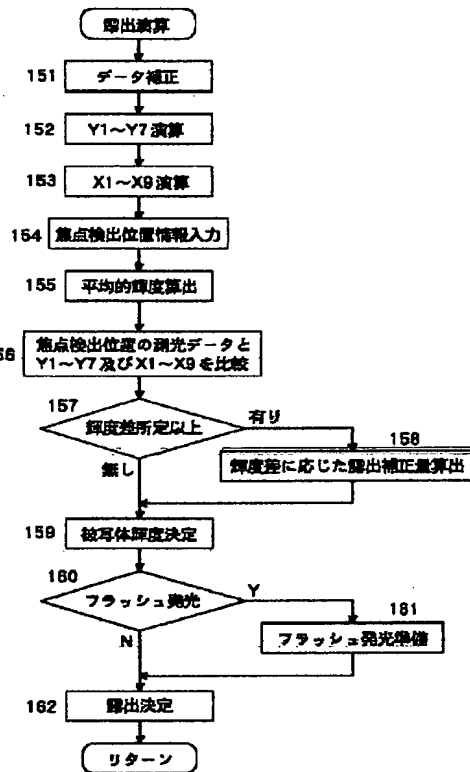 露出演算
151
データ補正
152
Y1〜Y7演算
153
X1〜X9演算
154
焦点検出位置情報入力
155
平均的輝度算出
56
焦点検出位置の測光データと
Y1〜Y7及びX1〜X9を比較
157
輝度差所定以上
有り
無し
158
輝度差に応じた露出補正量算出
159
被写体輝度決定
160
フラッシュ発光
Y
N
161
フラッシュ発光準備
162
露出決定
リターン